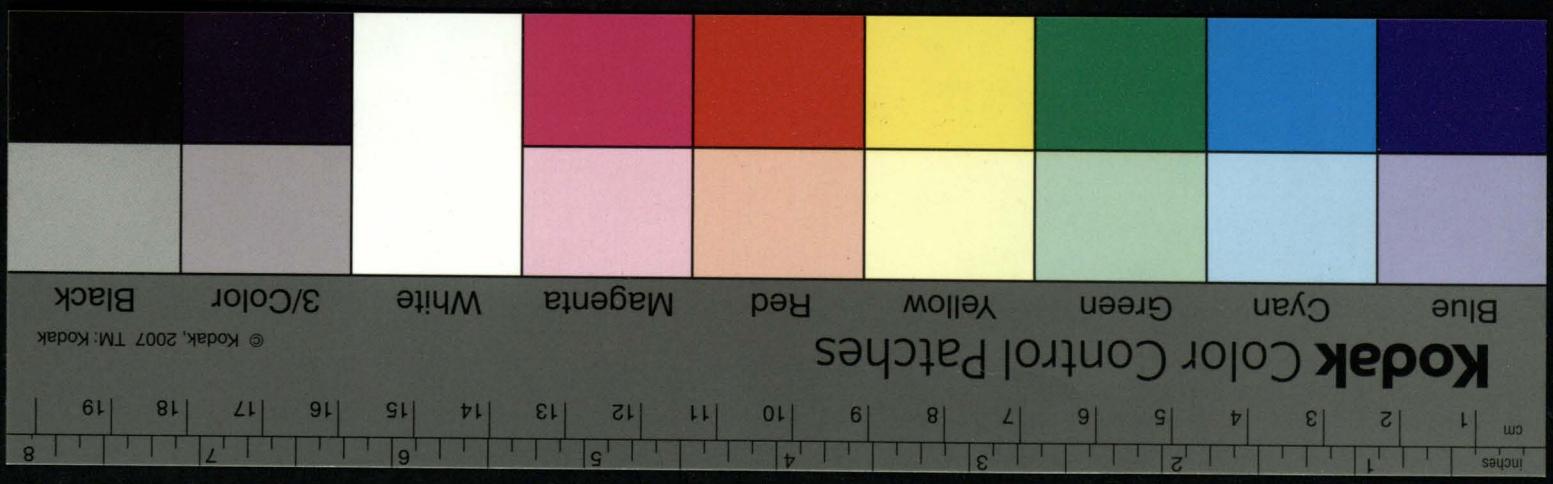 inches 1 2 3 4 5 6 7 8
cm 1 2 3 4 5 6 7 8 9 10 11 12 13 14 15 16 17 18 19
Kodak Color Control Patches
© Kodak, 2007 TM: Kodak
Blue Cyan Green Yellow Red Magenta White 3/Color Black